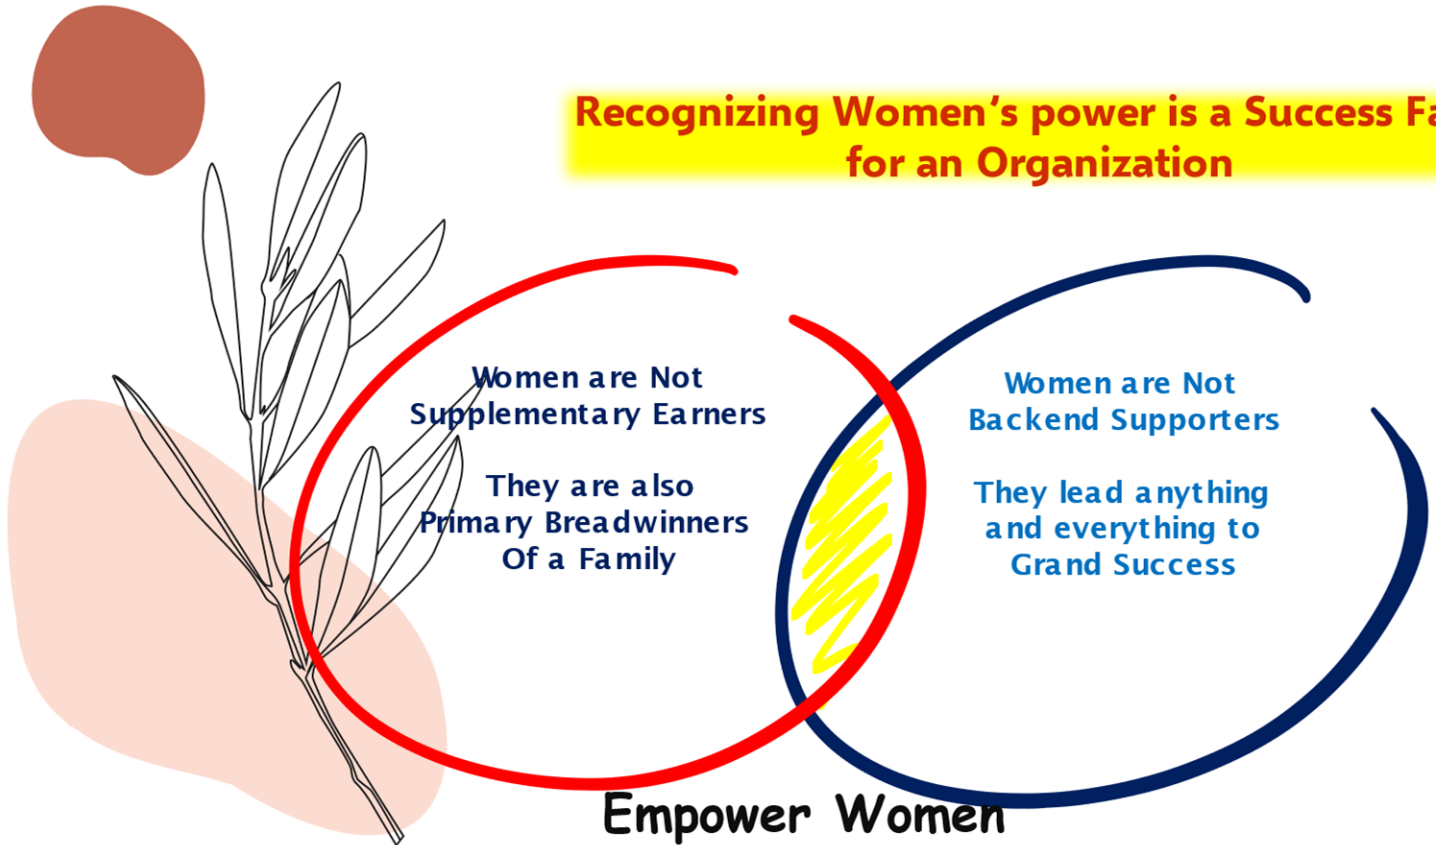 Recognizing Women’s power is a Success
for an Organization
Women are Not
Supplementary Earners
They are also
Primary Breadwinners
Of a Family
Women are Not
Backend Supporters
They lead anything
and everything to
Grand Success
Empower Women